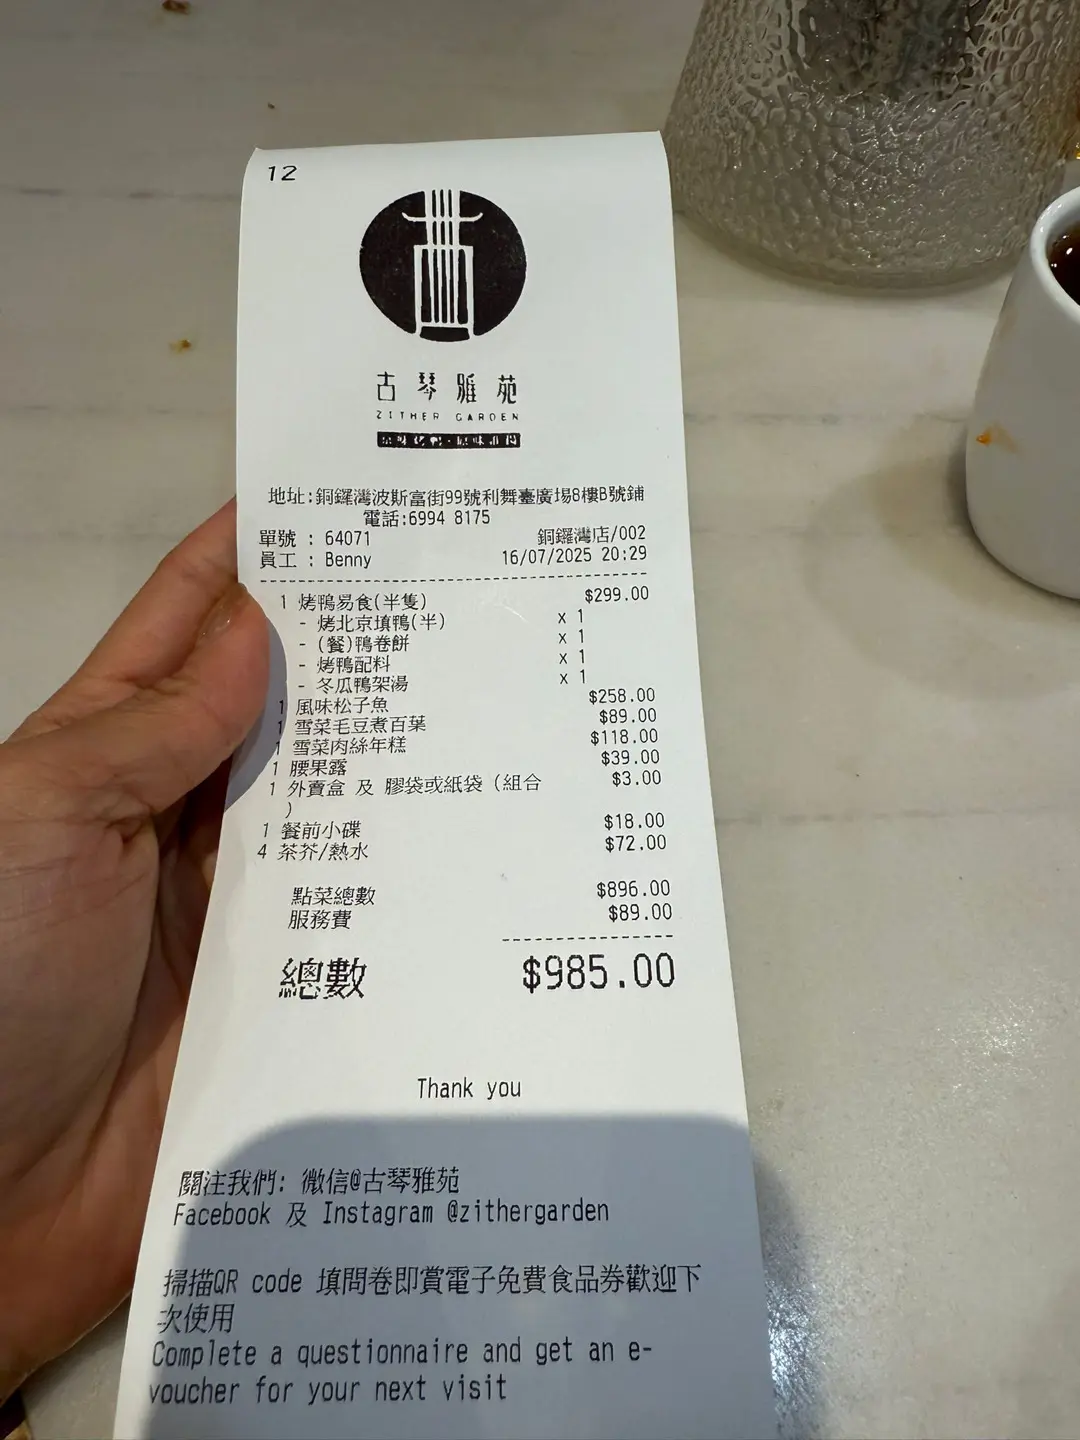 12
古琴雅苑
ZITHER GARDEN
地址:銅鑼灣波斯富街99號利舞臺廣場8樓B號鋪
電話:6994 8175
單號 : 64071 銅鑼灣店/002
員工 : Benny 16/07/2025 20:29
1 烤鴨易食(半隻) $299.00
- 烤北京填鴨(半) x 1
- (餐)鴨卷餅 x 1
- 烤鴨配料 x 1
- 冬瓜鴨架湯 x 1
1 風味松子魚 $258.00
1 雪菜毛豆煮百葉 $89.00
1 雪菜肉絲年糕 $118.00
1 腰果露 $39.00
1 外賣盒 及 膠袋或紙袋 (組合 $3.00
)
1 餐前小碟 $18.00
4 茶芥/熱水 $72.00
點菜總數 $896.00
服務費 $89.00
總數 $985.00
Thank you
關注我們: 微信@古琴雅苑
Facebook 及 Instagram @zithergarden
掃描QR code 填問卷即賞電子免費食品券歡迎下
次使用
Complete a questionnaire and get an e-
voucher for your next visit